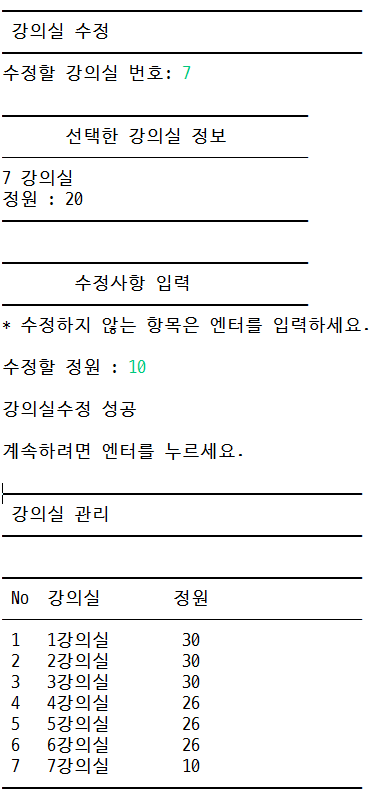 강의실 수정
수정할 강의실 번호: 7
선택한 강의실 정보
7 강의실
정원 : 20
수정사항 입력
* 수정하지 않는 항목은 엔터를 입력하세요.
수정할 정원 : 10
강의실수정 성공
계속하려면 엔터를 누르세요.
강의실 관리
No 강의실 정원
1 1강의실 30
2 2강의실 30
3 3강의실 30
4 4강의실 26
5 5강의실 26
6 6강의실 26
7 7강의실 10